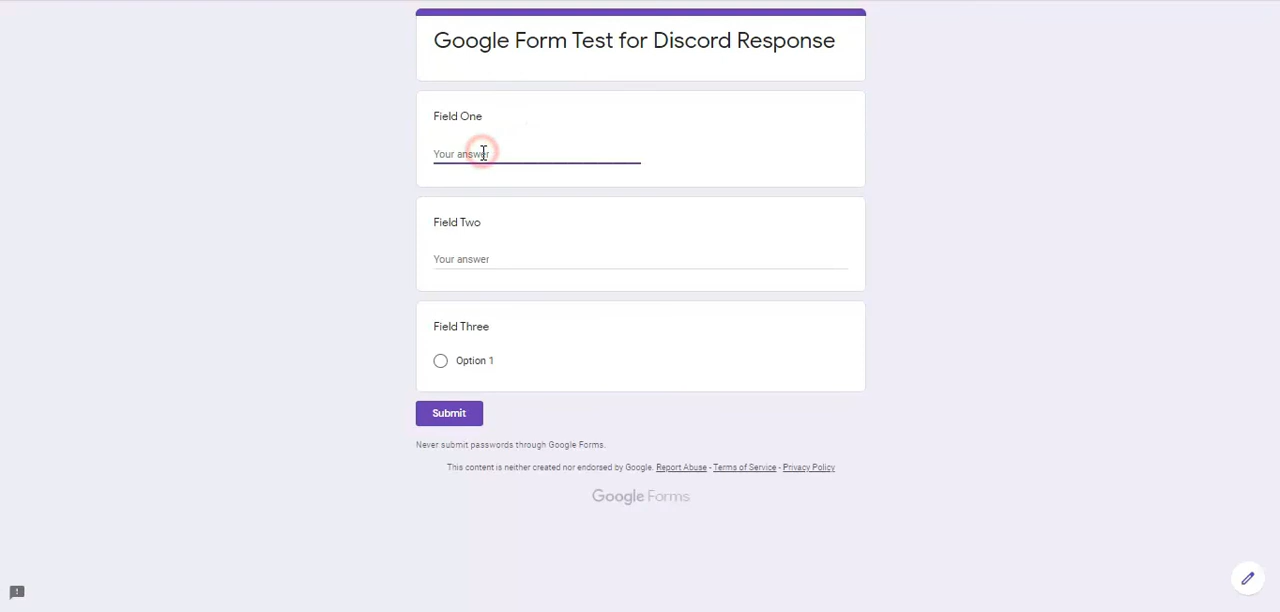 Google Form Test for Discord Response
Field One
Your answer
Field Two
Your answer
Field Three
Option 1
Submit
Never submit passwords through Google Forms.
This content is neither created nor endorsed by Google. Report Abuse - Terms of Service - Privacy Policy
Google Forms